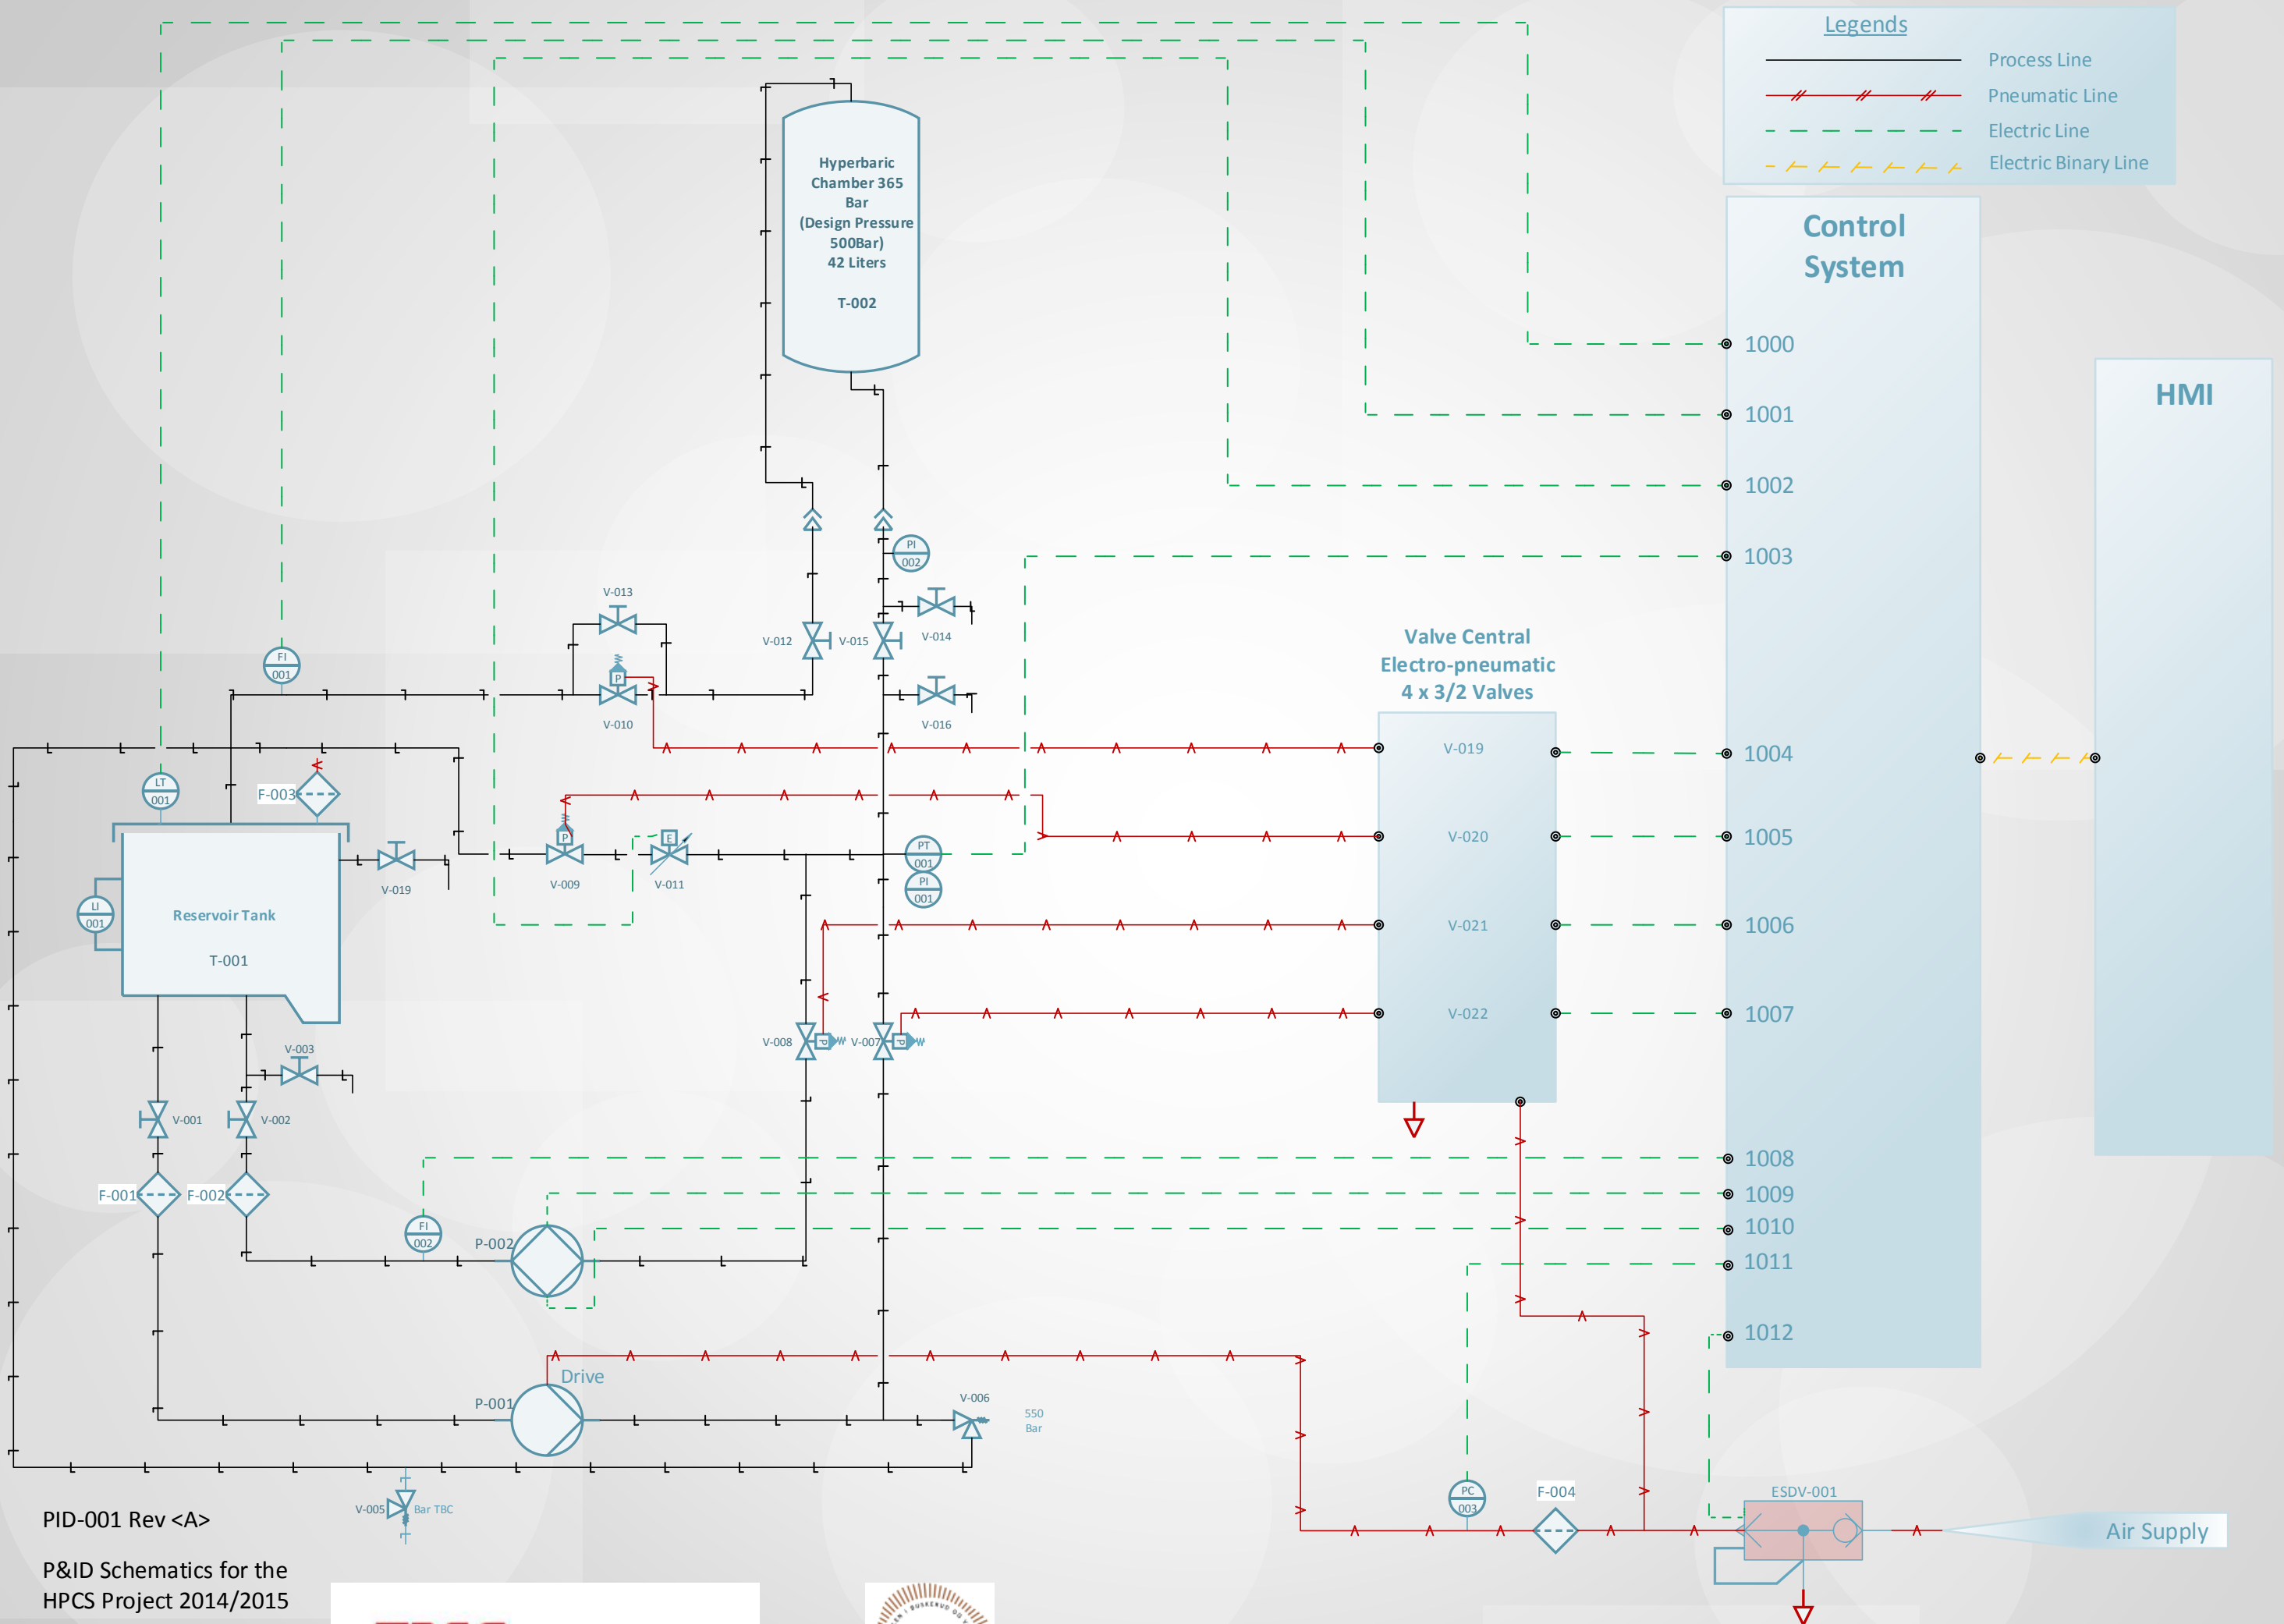 Legends
Process Line
Pneumatic Line
Electric Line
Electric Binary Line
Hyperbaric
Chamber 365
Bar
(Design Pressure
500Bar)
42 Liters
T-002
Control
System
1000
1001
1002
1003
1004
1005
1006
1007
1008
1009
1010
1011
1012
HMI
PI
002
V-013
V-012
V-015
V-014
FI
001
P
V-010
V-016
Valve Central
Electro-pneumatic
4 x 3/2 Valves
V-019
V-020
V-021
V-022
LT
001
F-003
P
V-009
E
V-011
PT
001
PI
001
V-019
LI
001
Reservoir Tank
T-001
V-008
P
V-007
P
V-003
V-001
V-002
F-001
F-002
FI
002
P-002
Drive
P-001
V-006
550
Bar
V-005
Bar TBC
PC
003
F-004
ESDV-001
Air Supply
PID-001 Rev <A>
P&ID Schematics for the
HPCS Project 2014/2015